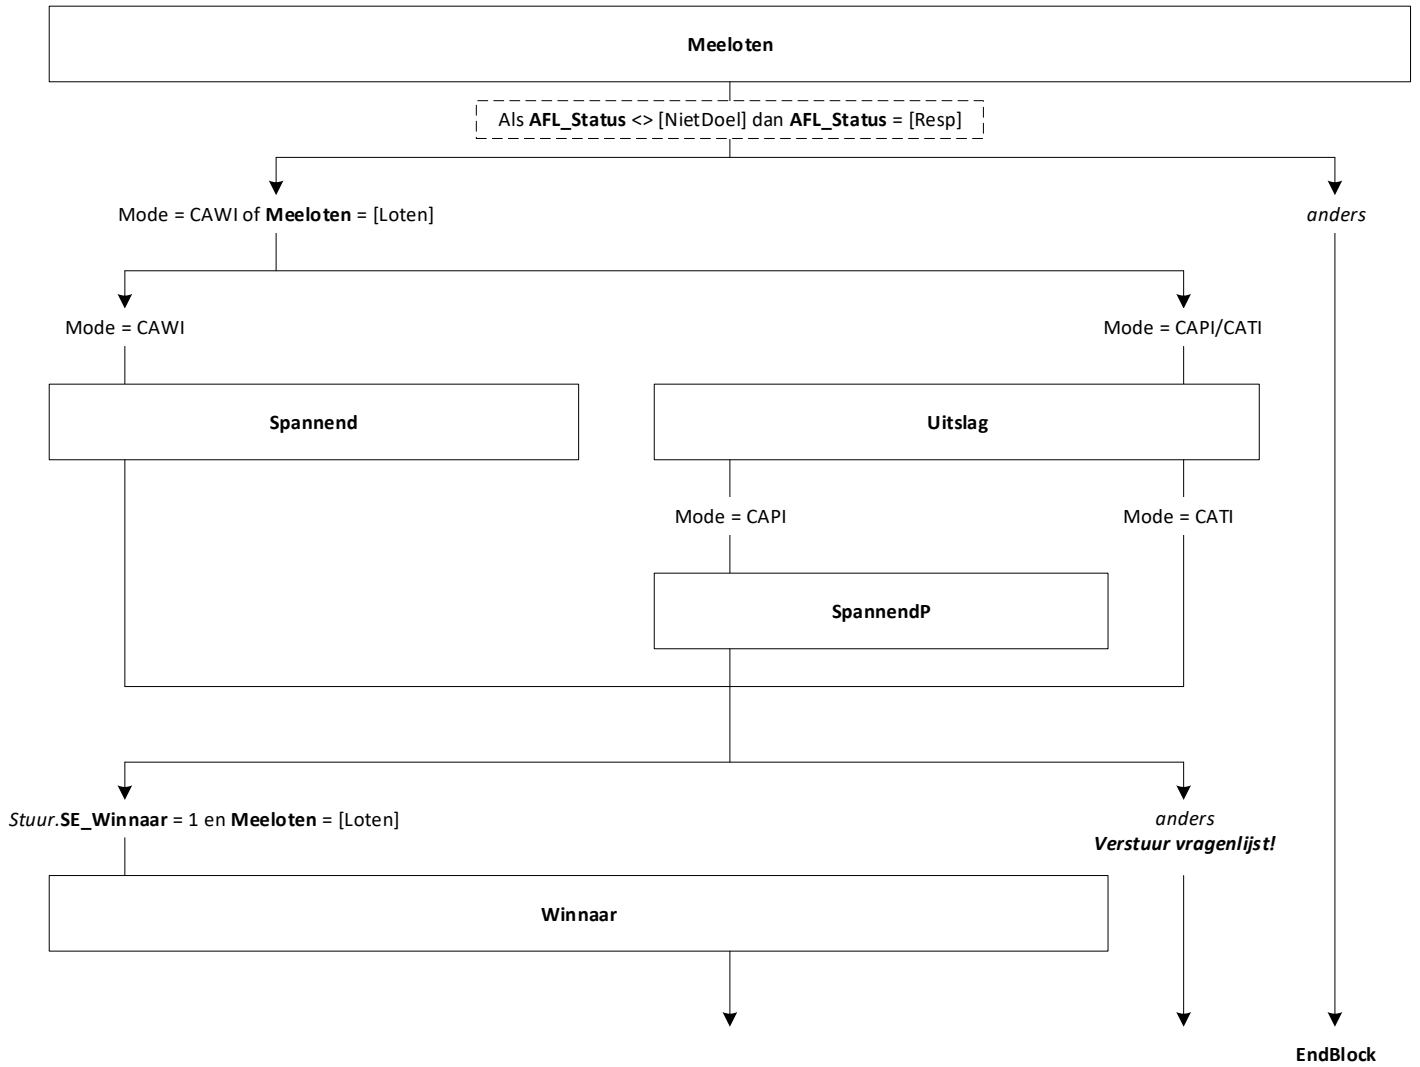 Meeloten
Als AFL_Status <> [NietDoel] dan AFL_Status = [Resp]
Mode = CAWI of Meeloten = [Loten]
anders
Mode = CAWI
Mode = CAPI/CATI
Spannend
Uitslag
Mode = CAPI
Mode = CATI
SpannendP
Stuur.SE_Winnaar = 1 en Meeloten = [Loten]
anders
Verstuur vragenlijst!
Winnaar
EndBlock